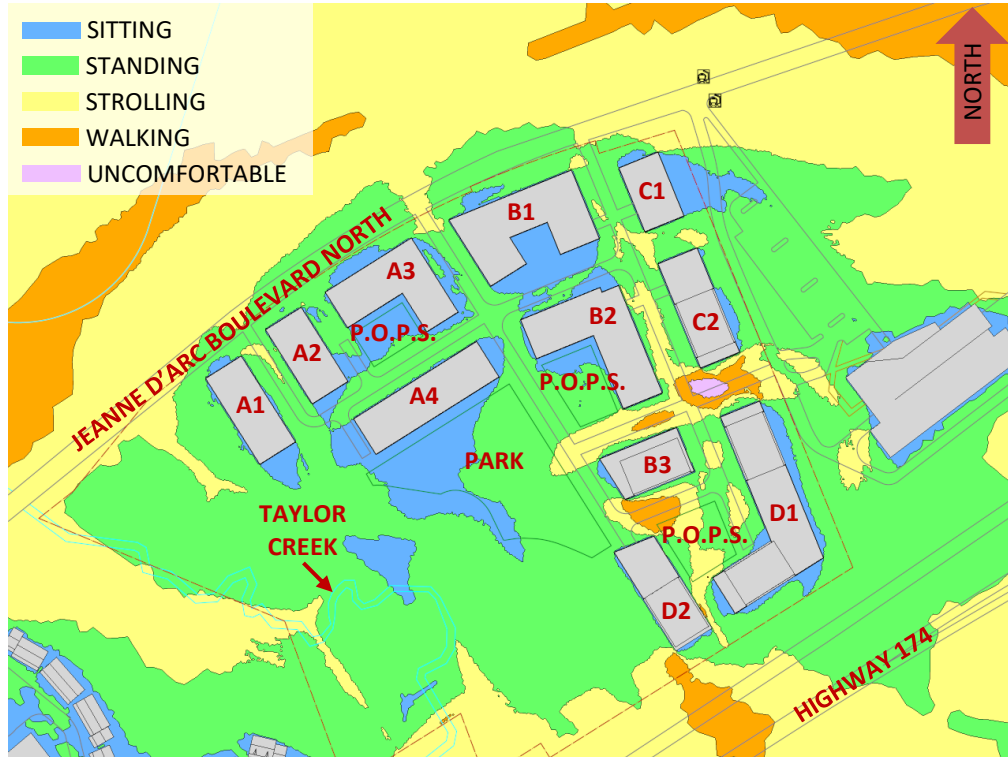 SITTING
STANDING
STROLLING
WALKING
UNCOMFORTABLE
NORTH
JEANNE D'ARC BOULEVARD NORTH
C1
B1
A3
C2
B2
A2
P.O.P.S.
A1
A4
P.O.P.S.
PARK
B3
TAYLOR
CREEK
D1
P.O.P.S.
D2
HIGHWAY 174